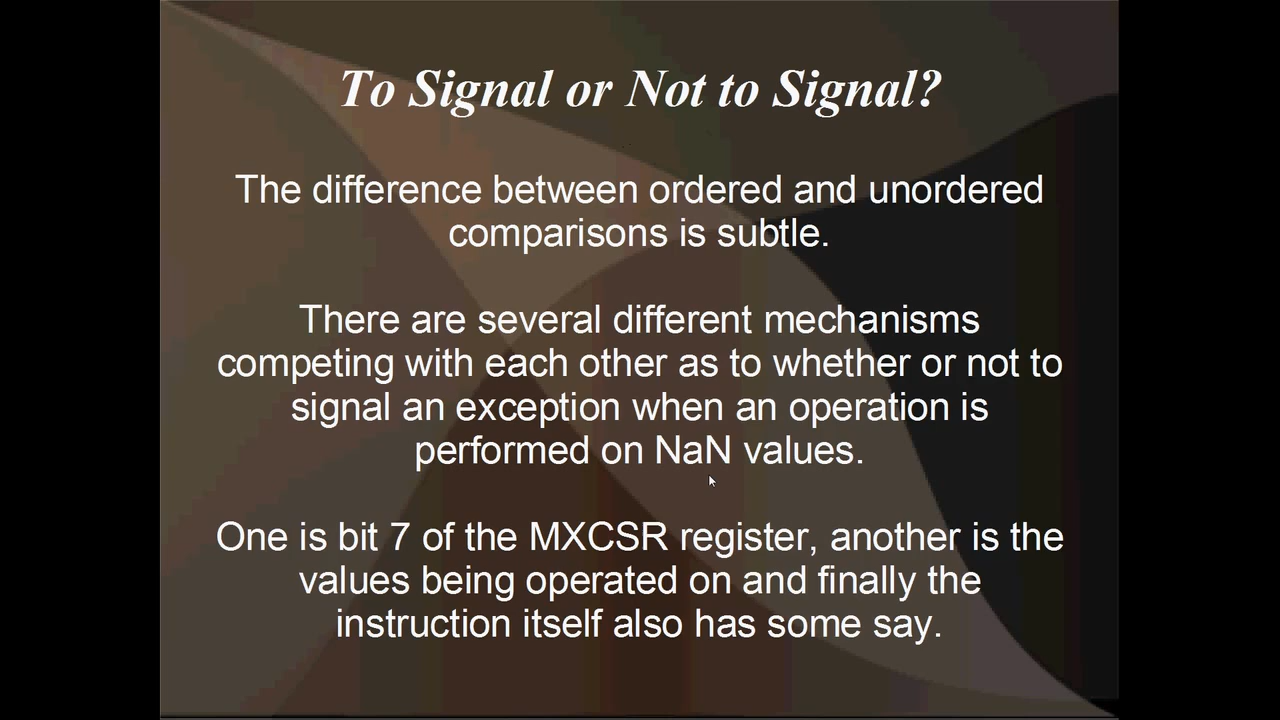 To Signal or Not to Signal?
The difference between ordered and unordered
comparisons is subtle.
There are several different mechanisms
competing with each other as to whether or not to
signal an exception when an operation is
performed on NaN values.
One is bit 7 of the MXCSR register, another is the
values being operated on and finally the
instruction itself also has some say.